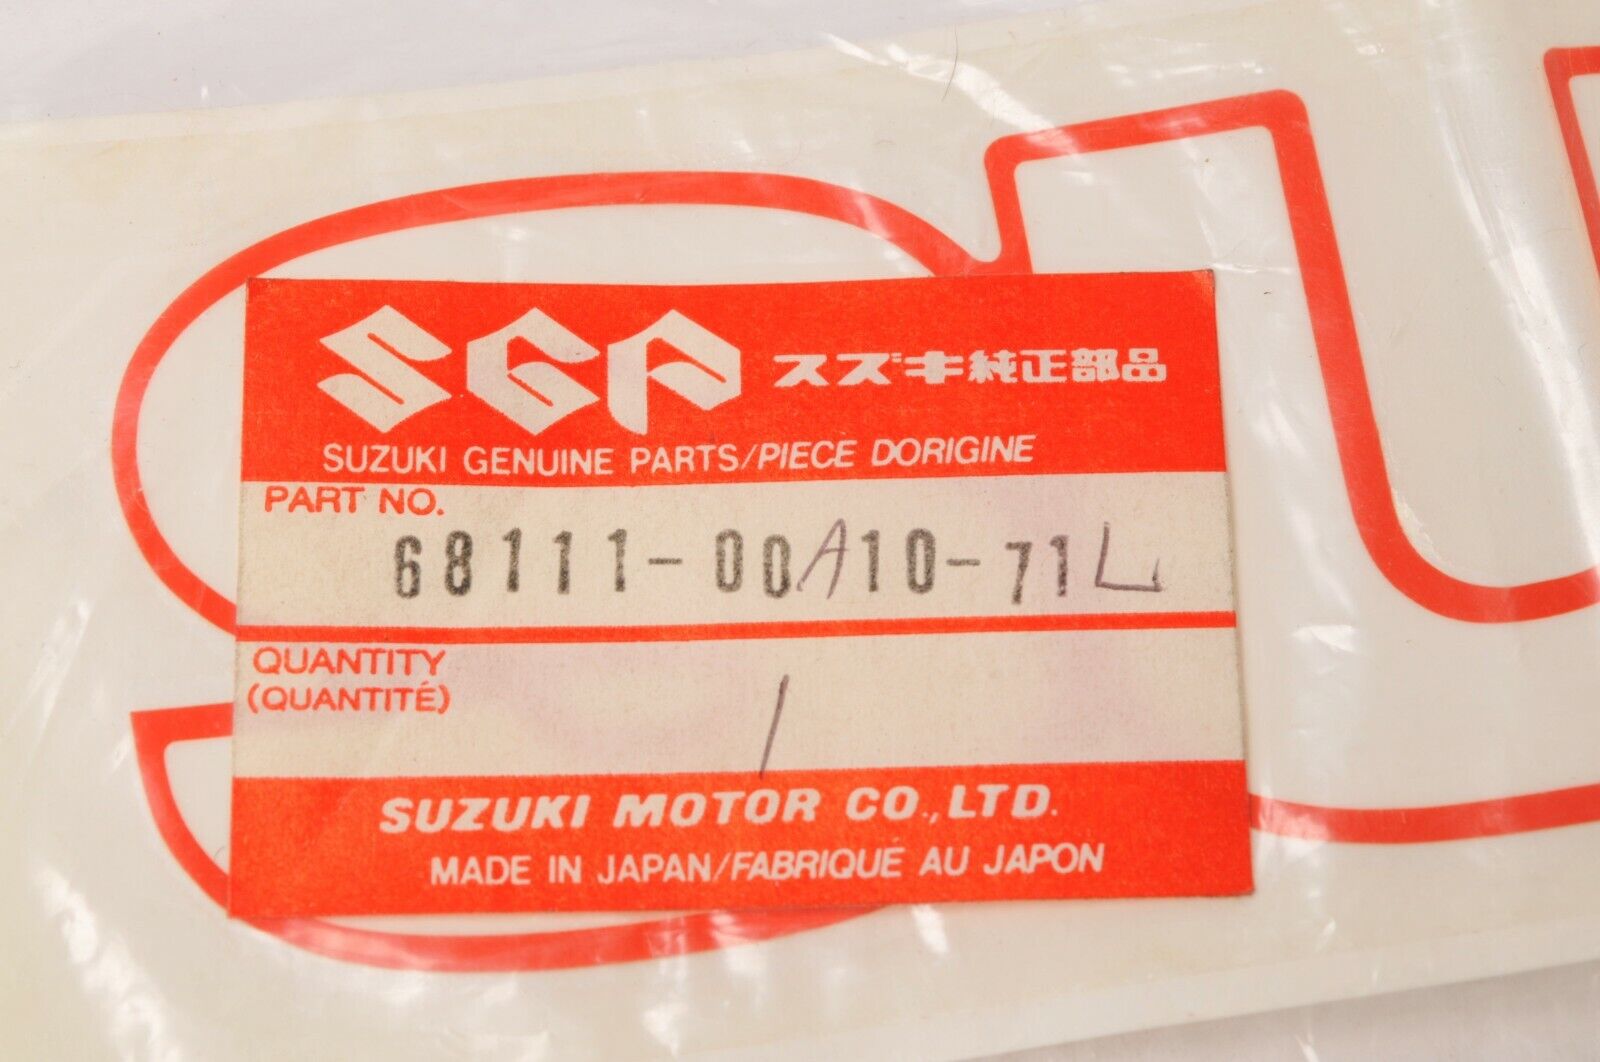 SGP スズキ純正部品
SUZUKI GENUINE PARTS/PIECE DORIGINE
PART NO.
68111-00A10-71L
QUANTITY
(QUANTITÉ)
1
SUZUKI MOTOR CO.,LTD.
MADE IN JAPAN/FABRIQUÉ AU JAPON